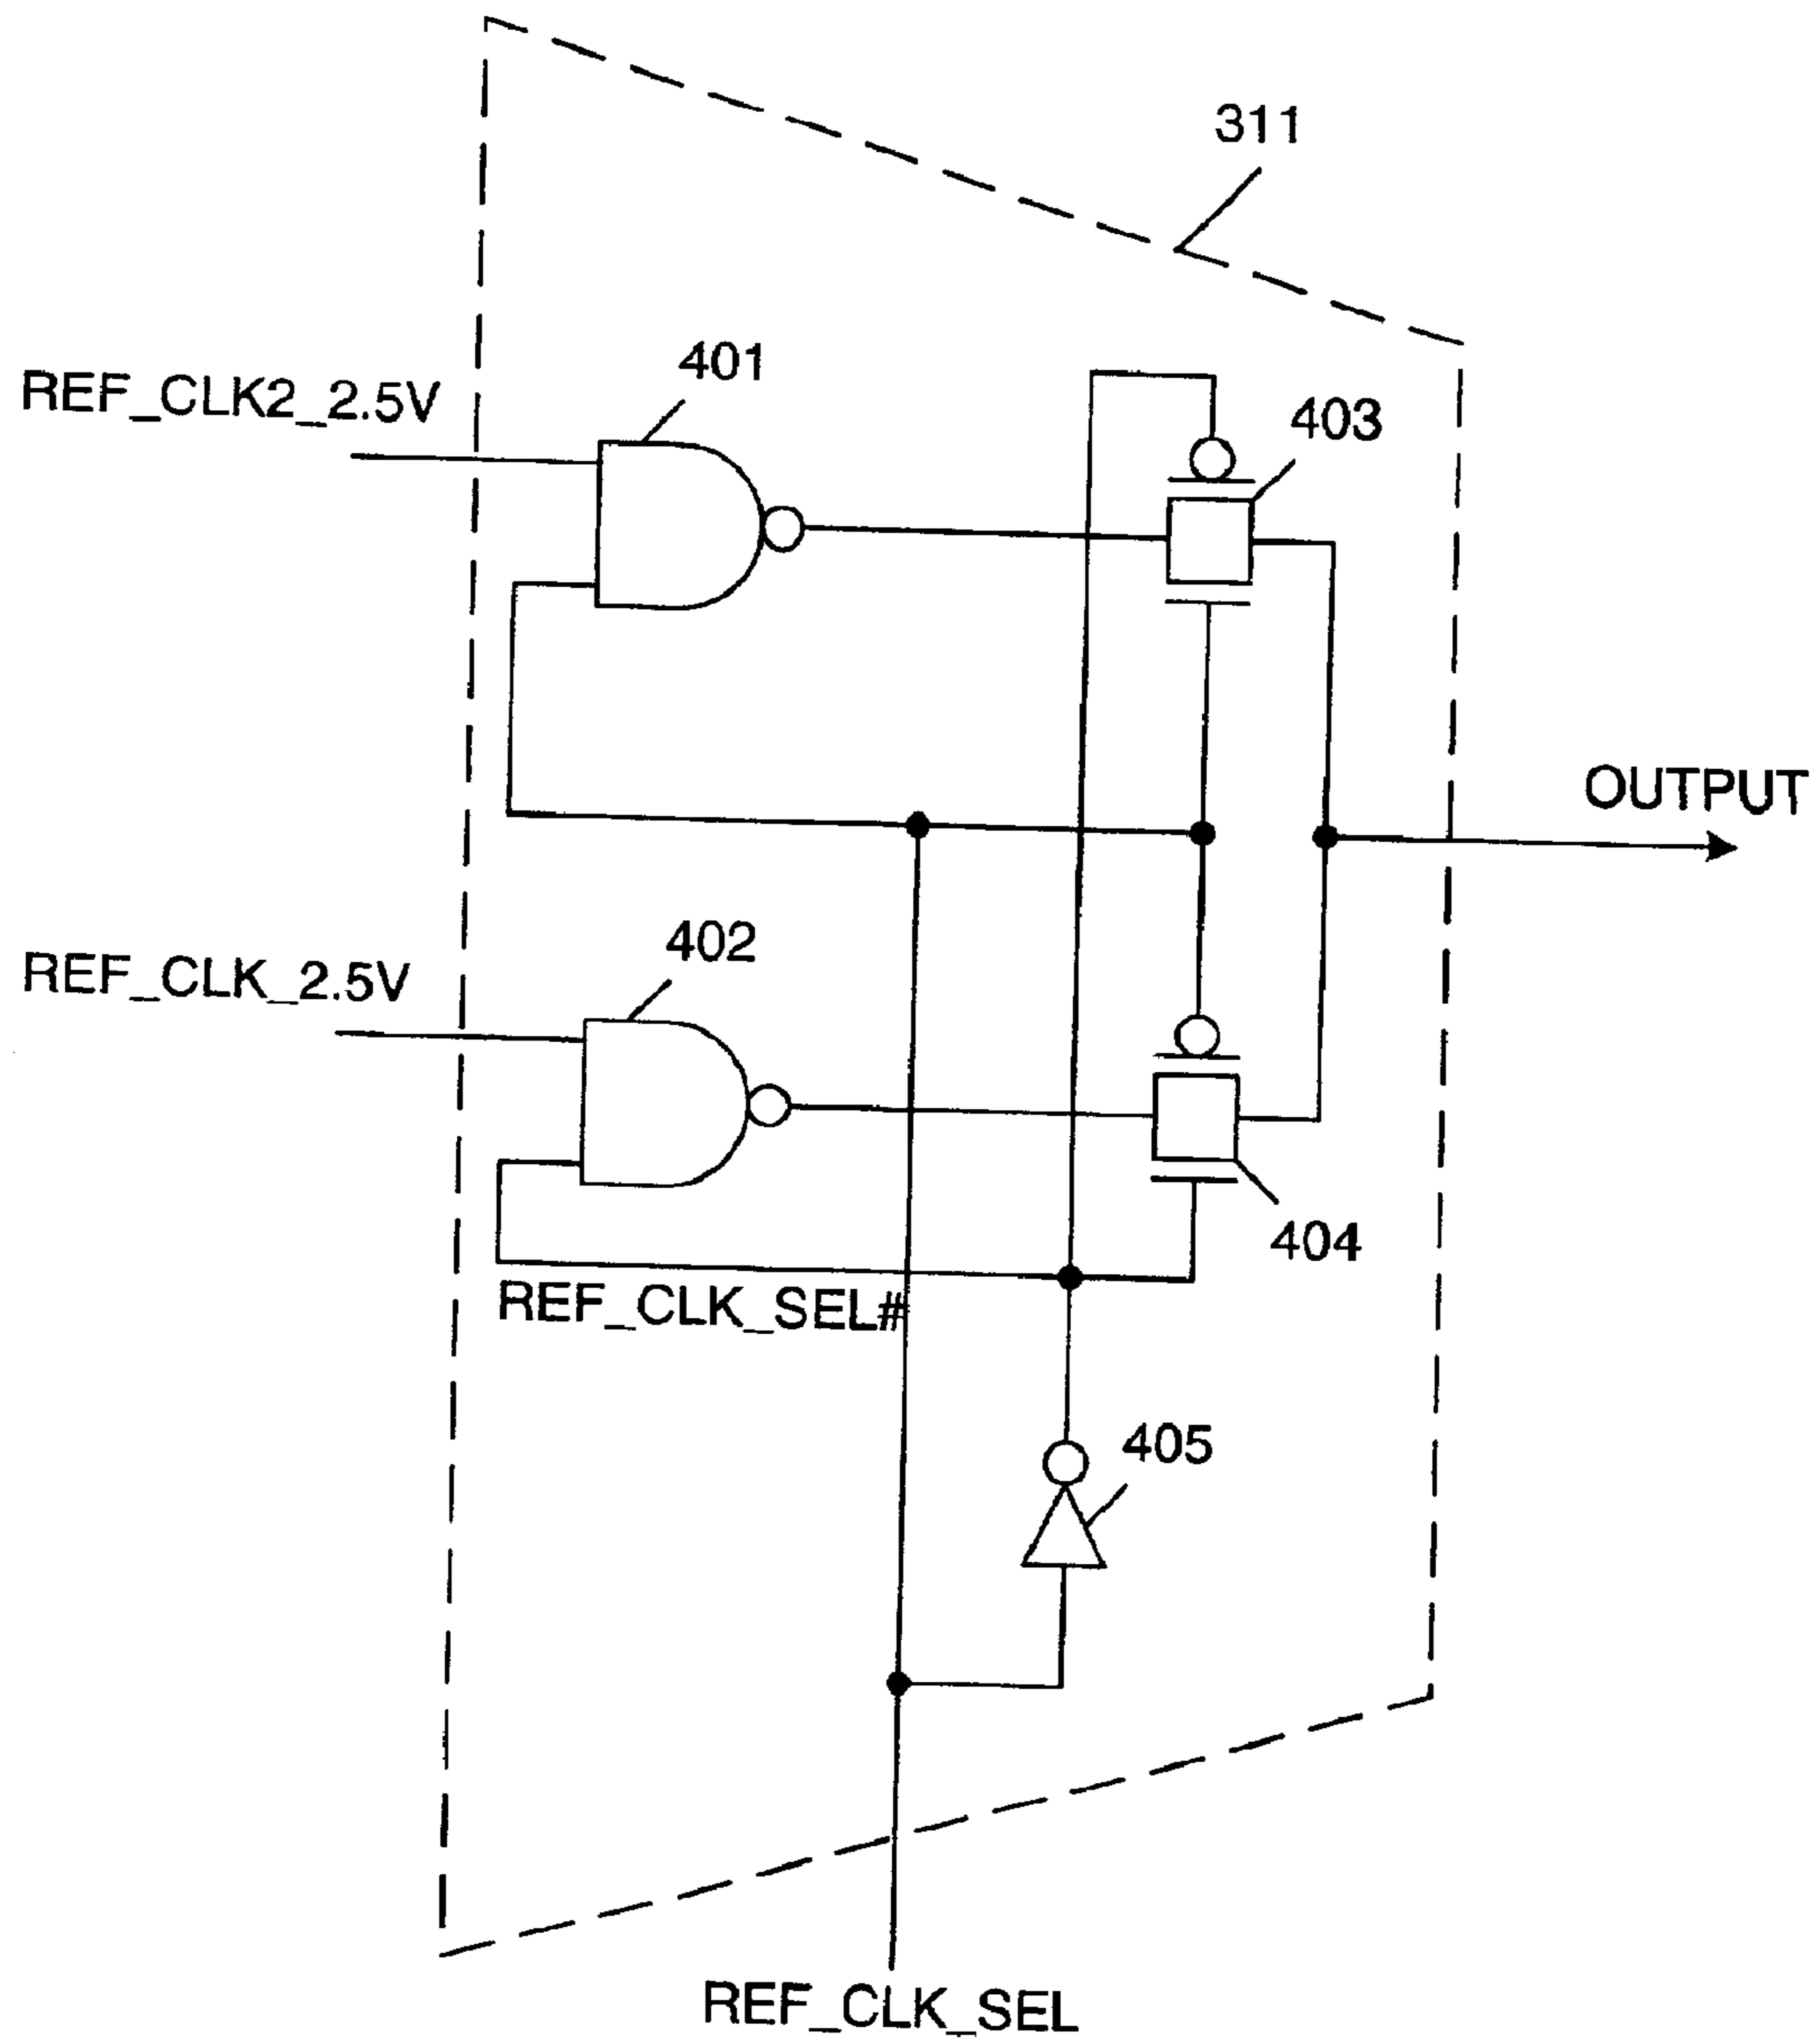 311
401
REF_CLK2_2.5V
403
OUTPUT
402
REF_CLK_2.5V
404
REF_CLK_SEL#
405
REF_CLK_SEL